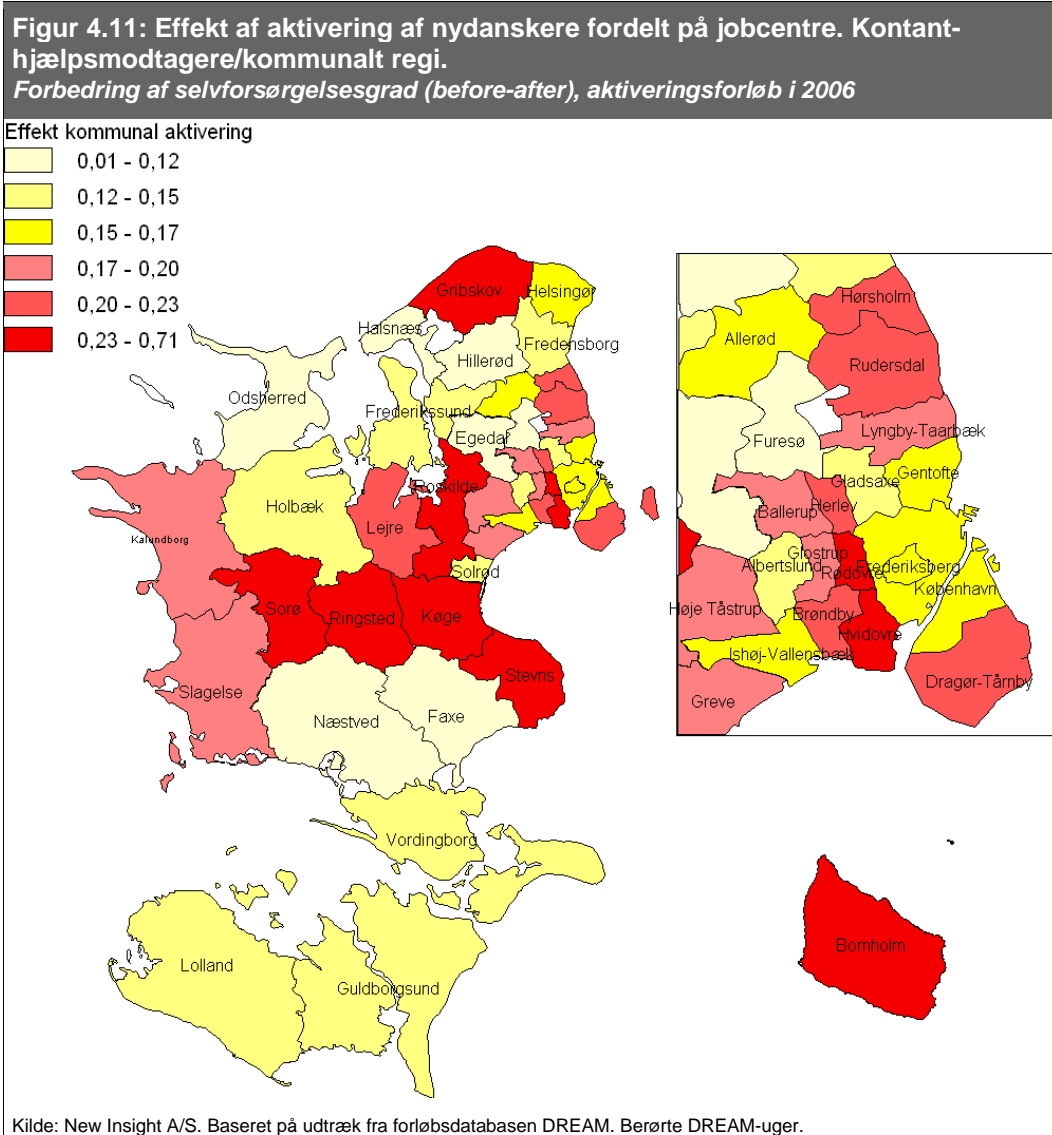 Figur 4.11: Effekt af aktivering af nydanskere fordelt på jobcentre. Kontant-
hjælpsmodtagere/kommunalt regi.
Forbedring af selvforsørgelsesgrad (before-after), aktiveringsforløb i 2006
Effekt kommunal aktivering
0,01 - 0,12
0,12 - 0,15
0,15 - 0,17
0,17 - 0,20
0,20 - 0,23
0,23 - 0,71
Gribskov
Helsingør
Halsnæs
Fredensborg
Hillerød
Odsherred
Frederikssund
Egedal
Roskilde
Holbæk
Lejre
Kalundborg
Solrød
Sorø
Ringsted
Køge
Stevns
Slagelse
Næstved
Faxe
Vordingborg
Lolland
Guldborgsund
Hørsholm
Allerød
Rudersdal
Furesø
Lyngby-Taarbæk
Gentofte
Gladsaxe
Ballerup
Herlev
Glostrup
Albertslund
Rødovre
Frederiksberg
København
Høje Tåstrup
Brøndby
Hvidovre
Ishøj-Vallensbæk
Dragør-Tårnby
Greve
Bornholm
Kilde: New Insight A/S. Baseret på udtræk fra forløbsdatabasen DREAM. Berørte DREAM-uger.